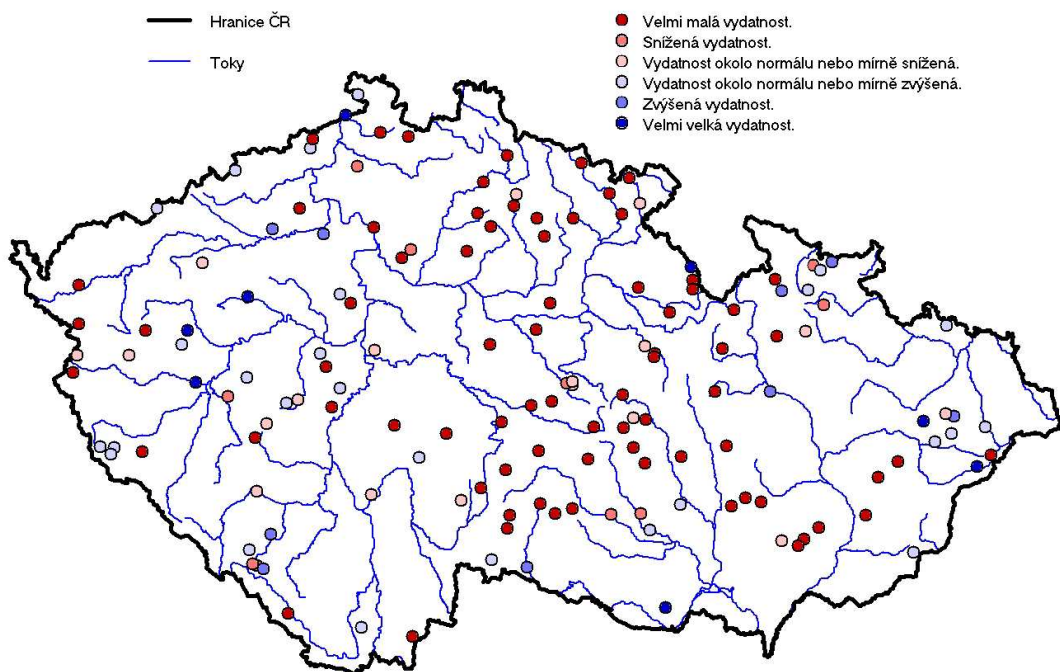 Hranice ČR
Toky
Velmi malá vydatnost.
Snížená vydatnost.
Vydatnost okolo normálu nebo mírně snížená.
Vydatnost okolo normálu nebo mírně zvýšena.
Zvýšená vydatnost.
Velmi velká vydatnost.